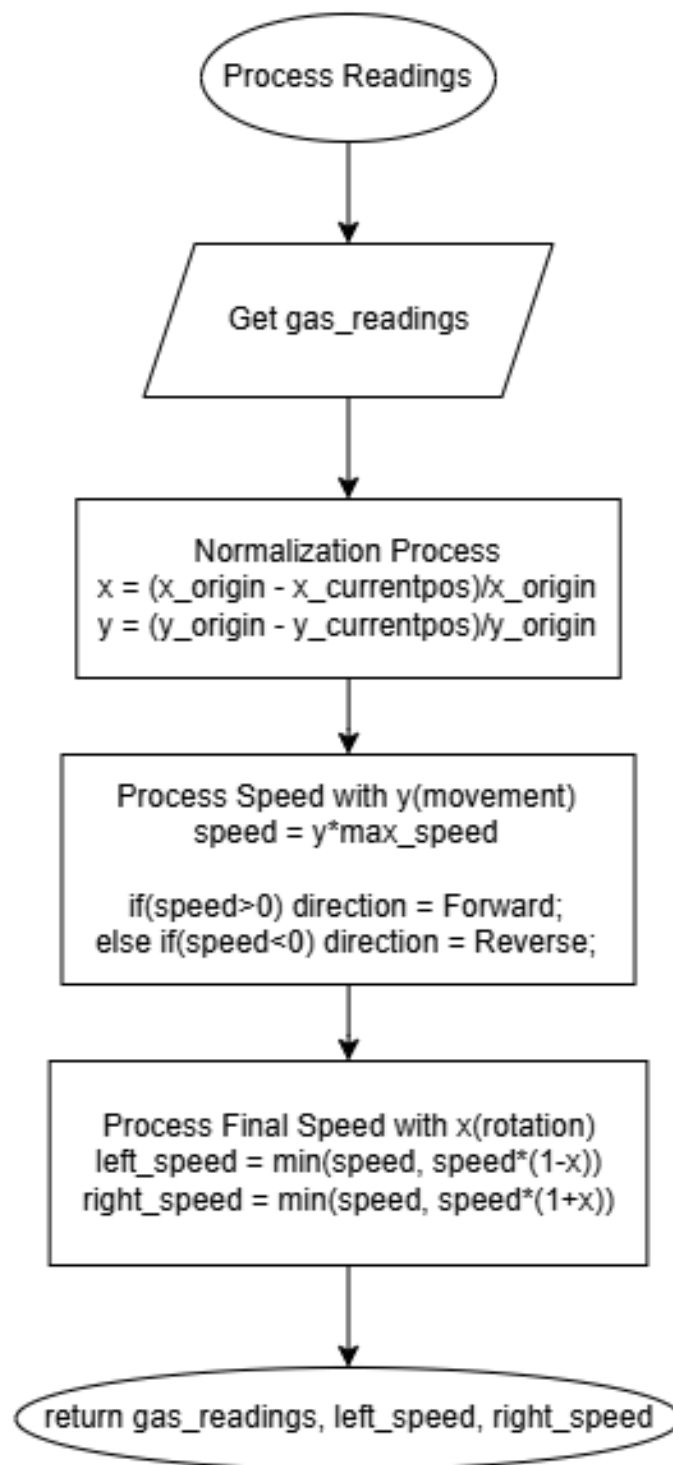 Process Readings
Get gas_readings
Normalization Process
x = (x_origin - x_currentpos)/x_origin
y = (y_origin - y_currentpos)/y_origin
Process Speed with y(movement)
speed = y*max_speed
if(speed>0) direction = Forward;
else if(speed<0) direction = Reverse;
Process Final Speed with x(rotation)
left_speed = min(speed, speed*(1-x))
right_speed = min(speed, speed*(1+x))
return gas_readings, left_speed, right_speed